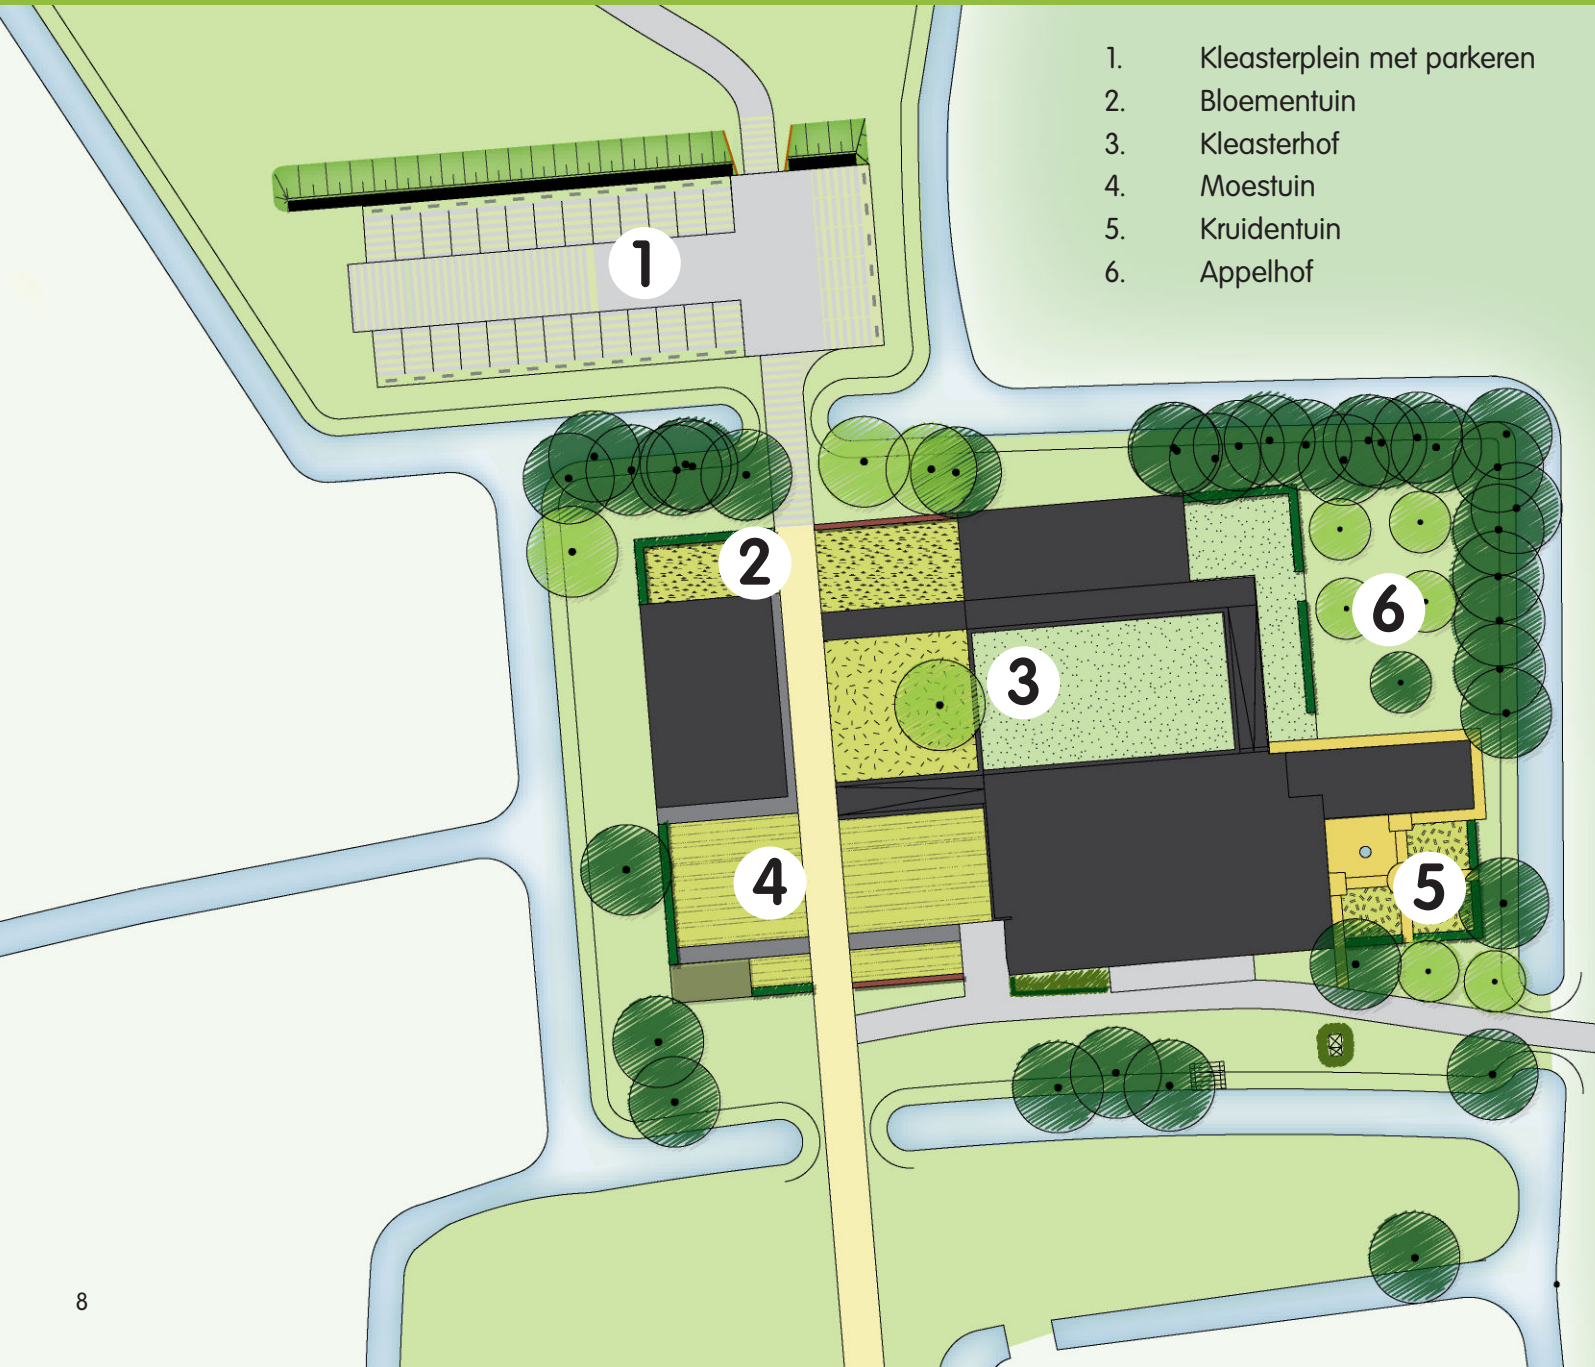 1. Kleasterplein met parkeren
2. Bloementuin
3. Kleasterhof
4. Moestuin
5. Kruidentuin
6. Appelhof
1
2
6
3
4
5
8